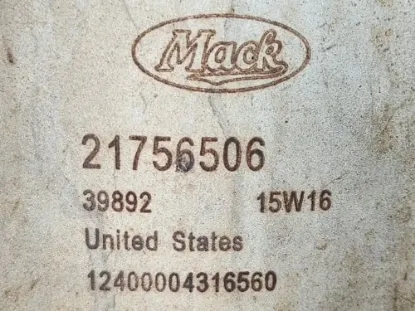 Mack
21756506
39892 15W16
United States
12400004316560